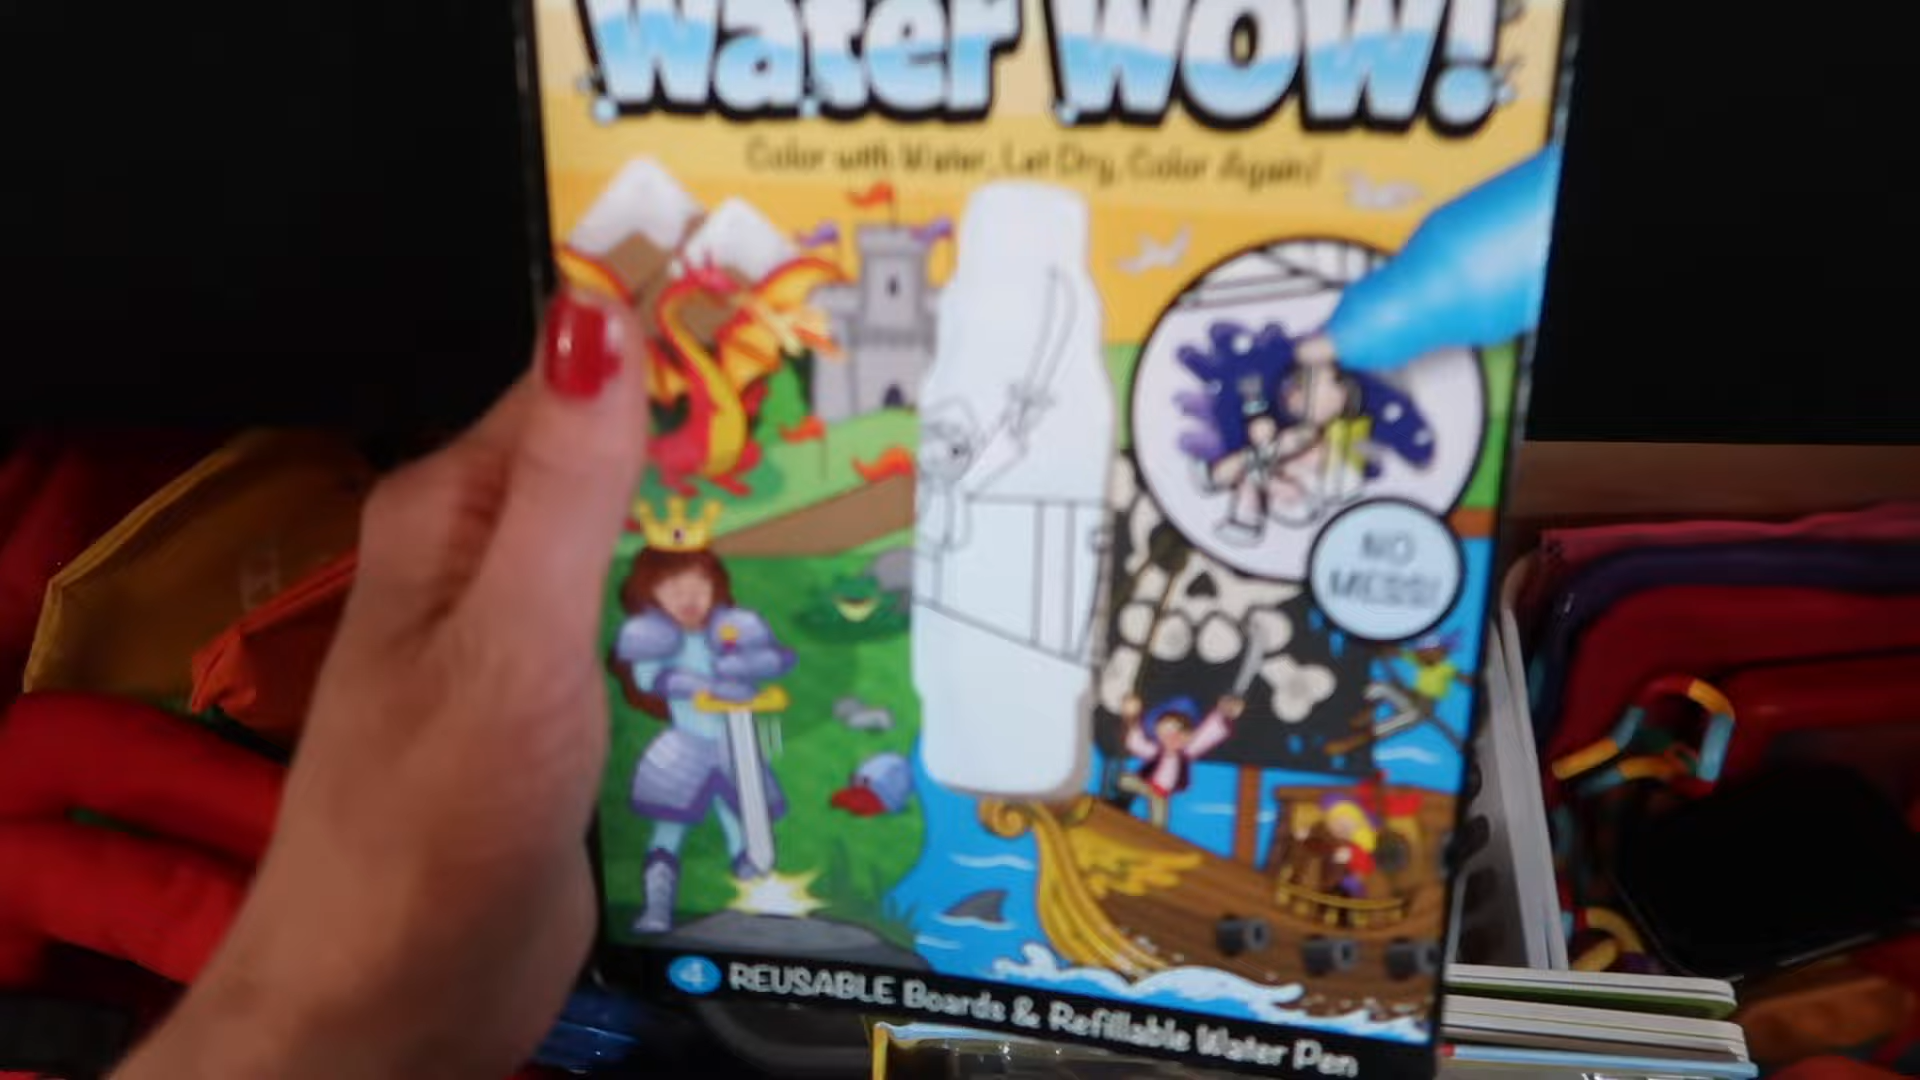 Water WOW!
Color with Water, Let Dry, Color Again!
NO
MESS!
4 REUSABLE Boards & Refillable Water Pen